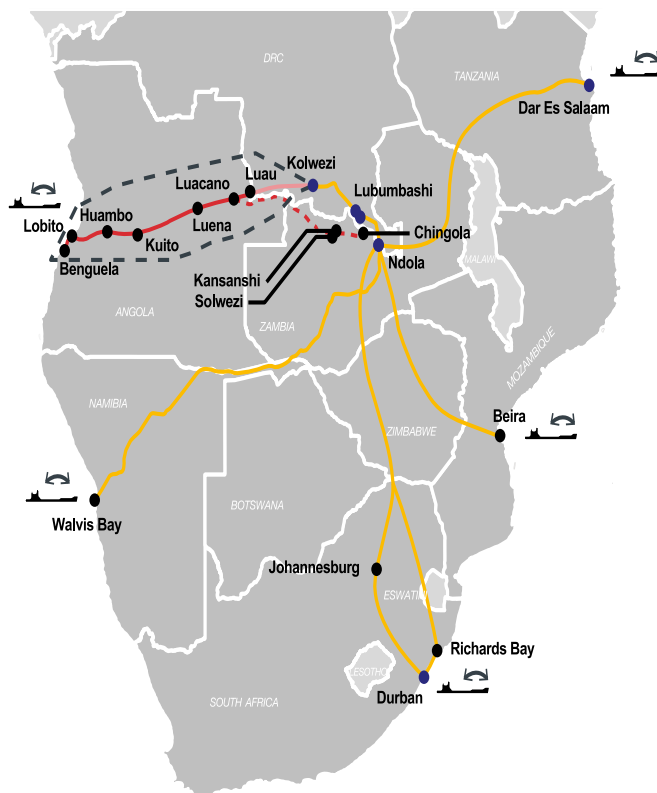 DRC
TANZANIA
Dar Es Salaam
Kolwezi
Luau
Luacano
Lubumbashi
Huambo
Lobito
Luena
Kuito
Chingola
Benguela
Ndola
MALAWI
Kansanshi
Solwezi
ANGOLA
ZAMBIA
MOZAMBIQUE
NAMIBIA
Beira
ZIMBABWE
BOTSWANA
Walvis Bay
Johannesburg
ESWATINI
Richards Bay
LESOTHO
Durban
SOUTH AFRICA